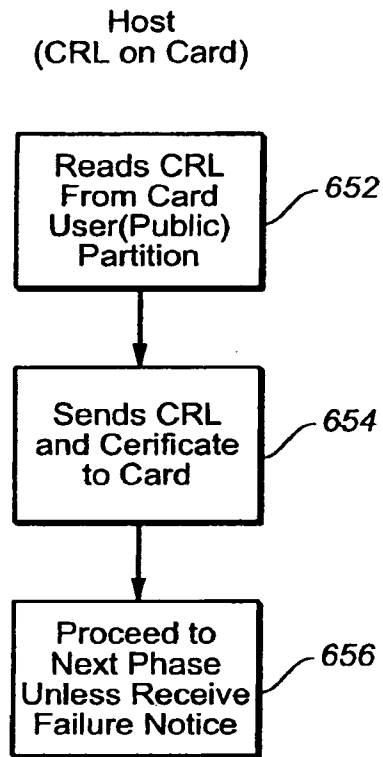 Host
(CRL on Card)
Reads CRL
From Card
User(Public)
Partition
652
Sends CRL
and Cerificate
to Card
654
Proceed to
Next Phase
Unless Receive
Failure Notice
656